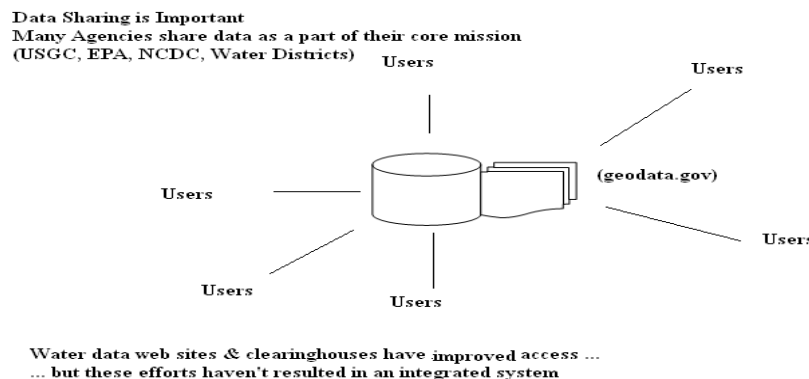 Data Sharing is Important
Many Agencies share data as a part of their core mission
(USGC, EPA, NCDC, Water Districts)
Users
Users
(geodata.gov)
Users
Users
Users
Users
Water data web sites & clearinghouses have improved access ...
... but these efforts haven't resulted in an integrated system